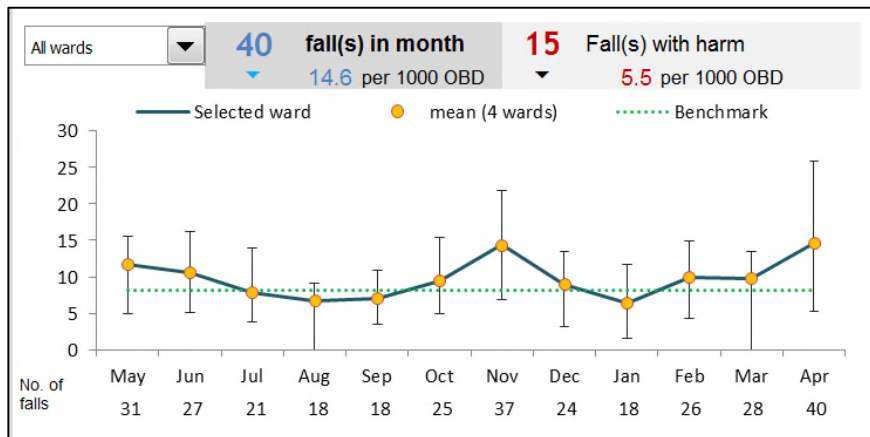 All wards
40 fall(s) in month
14.6 per 1000 OBD
15 Fall(s) with harm
5.5 per 1000 OBD
Selected ward mean (4 wards) Benchmark
30
25
20
15
10
5
0
May Jun Jul Aug Sep Oct Nov Dec Jan Feb Mar Apr
No. of
falls
31 27 21 18 18 25 37 24 18 26 28 40